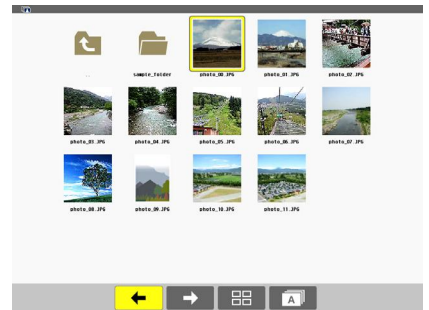 ..
sample_folder
photo_00.JPG
photo_01.JPG
photo_02.JPG
photo_03.JPG
photo_04.JPG
photo_05.JPG
photo_06.JPG
photo_07.JPG
photo_08.JPG
photo_09.JPG
photo_10.JPG
photo_11.JPG
A